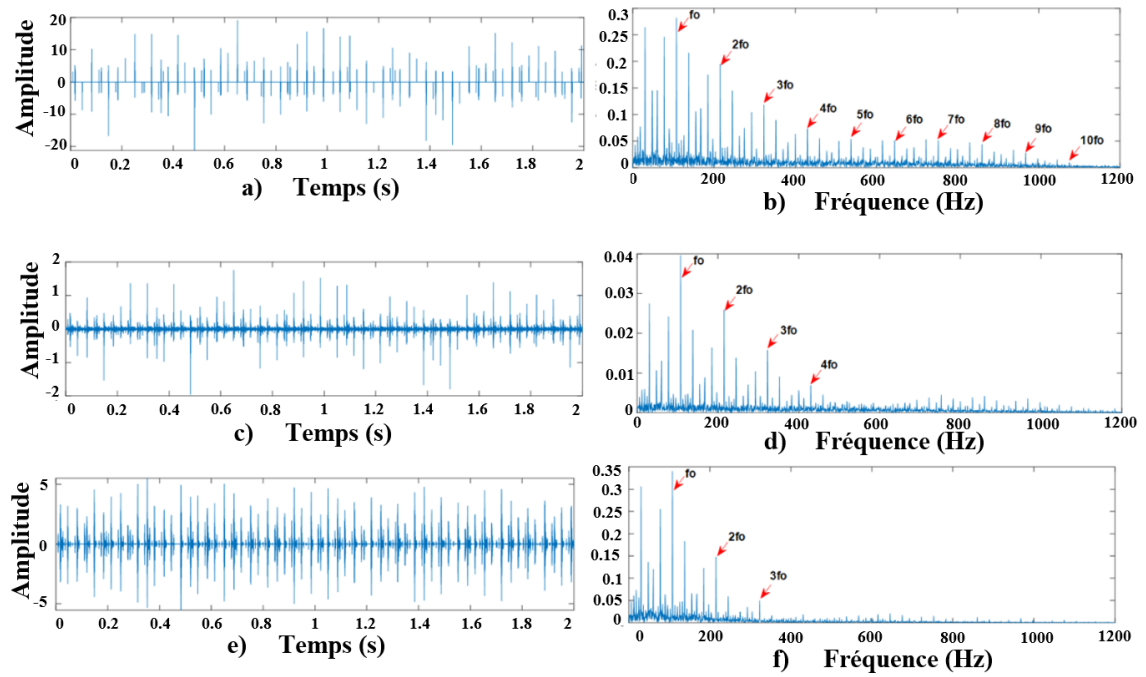 Amplitude
20
10
0
-10
-20
0 0.2 0.4 0.6 0.8 1 1.2 1.4 1.6 1.8 2
a) Temps (s)
0.3
0.25
0.2
0.15
0.1
0.05
0
0 200 400 600 800 1000 1200
fo
2fo
3fo
4fo
5fo
6fo
7fo
8fo
9fo
10fo
b) Fréquence (Hz)
Amplitude
2
1
0
-1
-2
0 0.2 0.4 0.6 0.8 1 1.2 1.4 1.6 1.8 2
c) Temps (s)
0.04
0.03
0.02
0.01
0
0 200 400 600 800 1000 1200
fo
2fo
3fo
4fo
d) Fréquence (Hz)
Amplitude
5
0
-5
0 0.2 0.4 0.6 0.8 1 1.2 1.4 1.6 1.8 2
e) Temps (s)
0.35
0.3
0.25
0.2
0.15
0.1
0.05
0
0 200 400 600 800 1000 1200
fo
2fo
3fo
f) Fréquence (Hz)